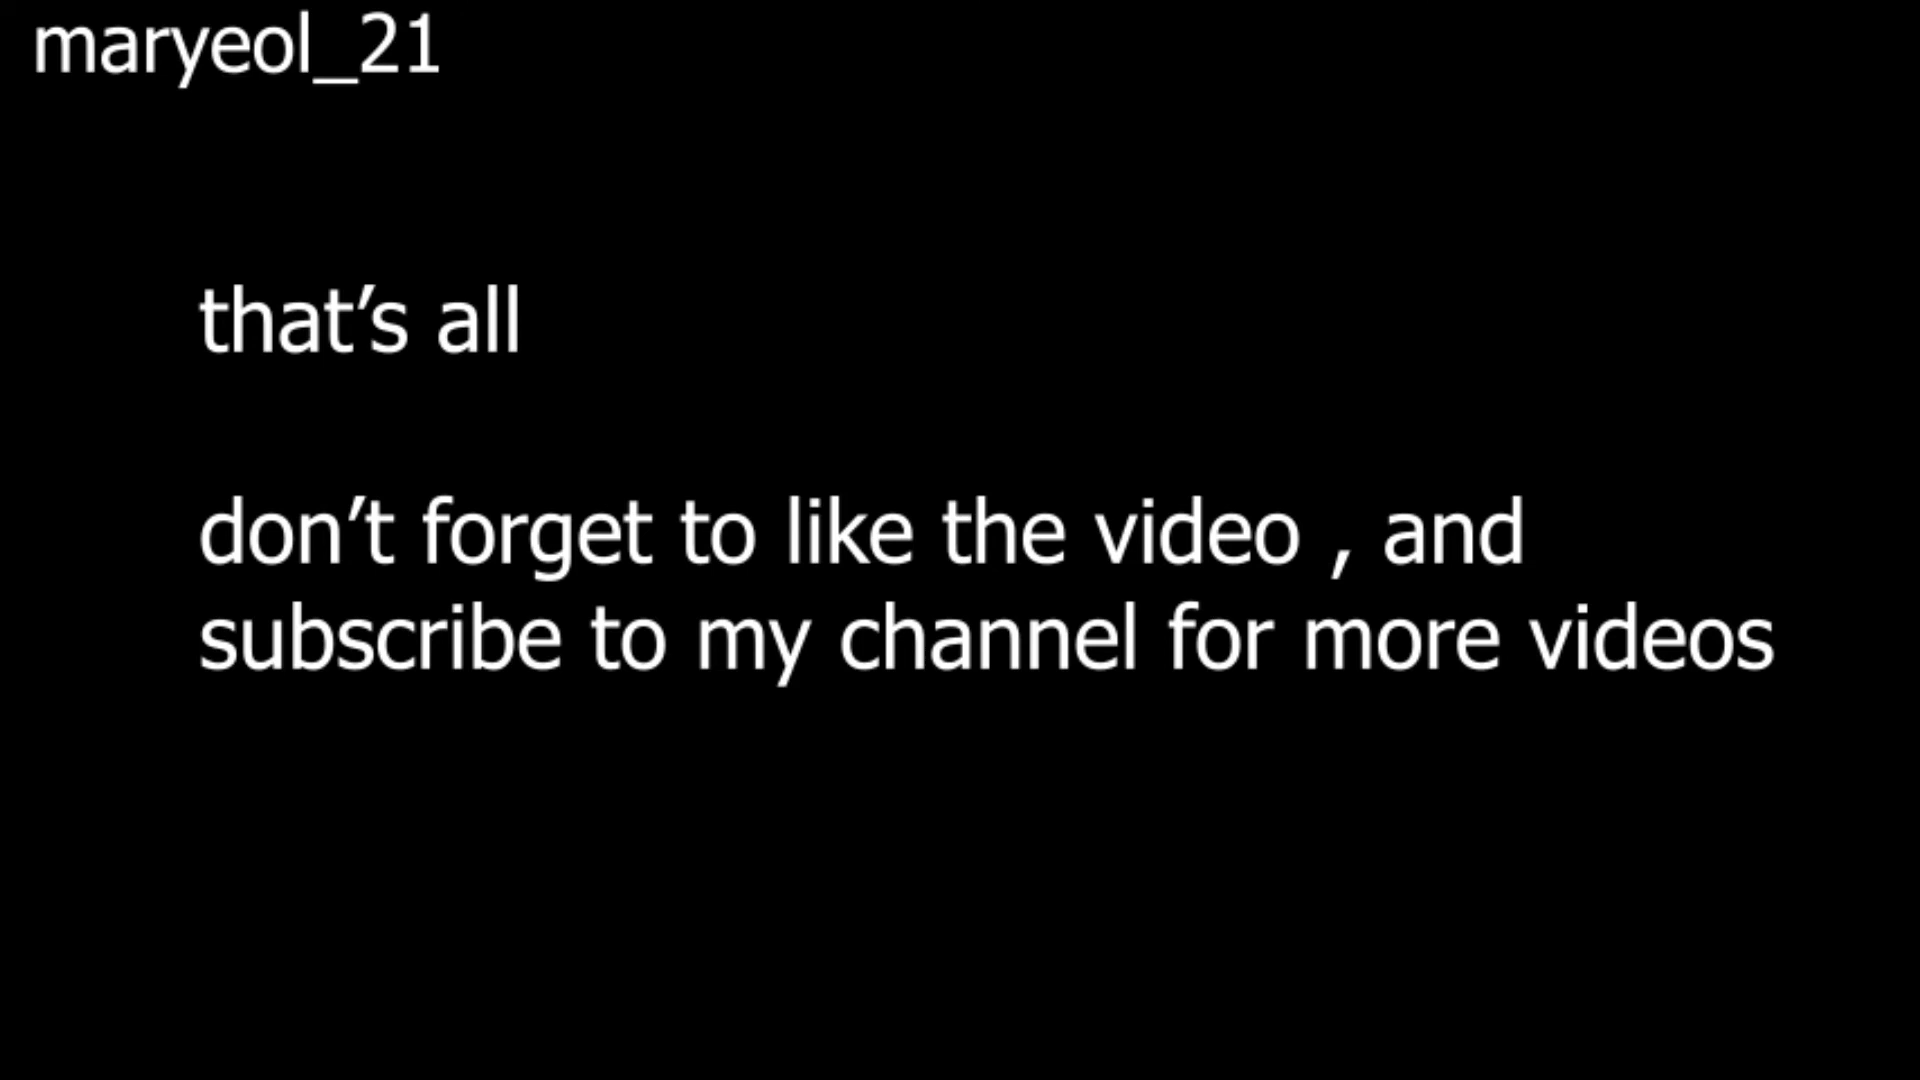 maryeol_21
that’s all
don’t forget to like the video , and
subscribe to my channel for more videos